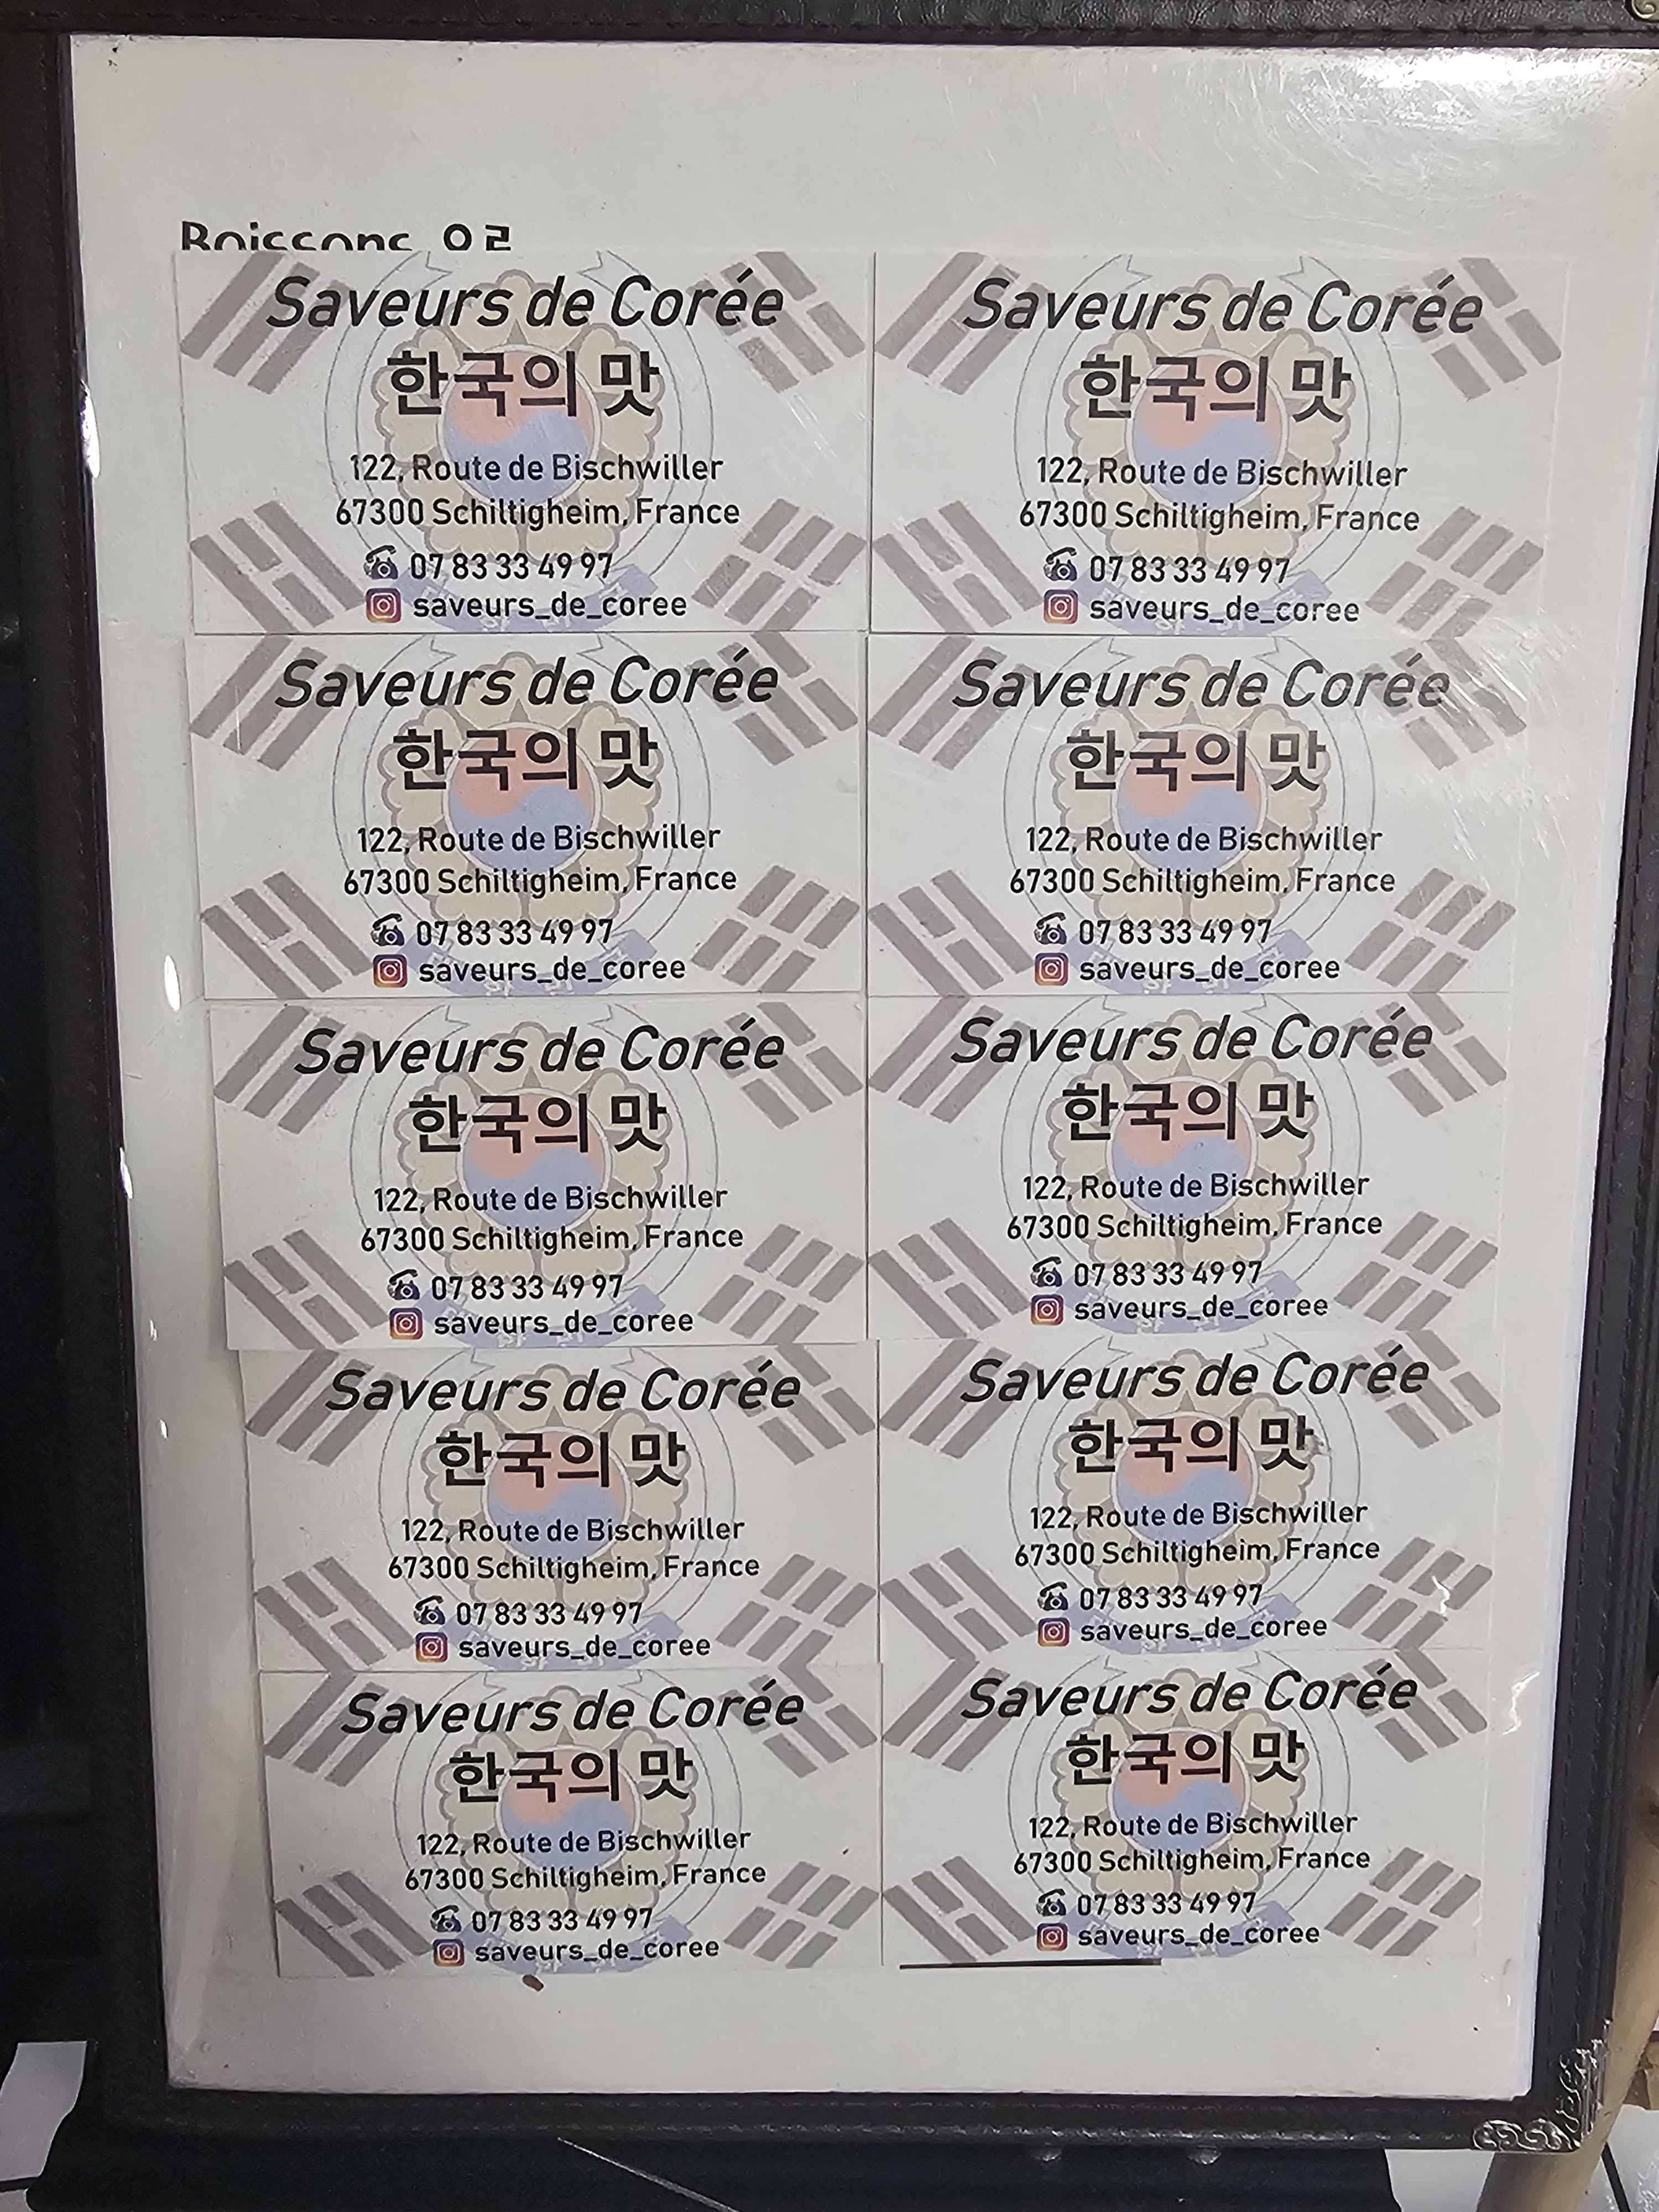 Boissons
Saveurs de Corée
한국의 맛
122, Route de Bischwiller
67300 Schiltigheim, France
07 83 33 49 97
saveurs_de_coree
Saveurs de Corée
한국의 맛
122, Route de Bischwiller
67300 Schiltigheim, France
07 83 33 49 97
saveurs_de_coree
Saveurs de Corée
한국의 맛
122, Route de Bischwiller
67300 Schiltigheim, France
07 83 33 49 97
saveurs_de_coree
Saveurs de Corée
한국의 맛
122, Route de Bischwiller
67300 Schiltigheim, France
07 83 33 49 97
saveurs_de_coree
Saveurs de Corée
한국의 맛
122, Route de Bischwiller
67300 Schiltigheim, France
07 83 33 49 97
saveurs_de_coree
Saveurs de Corée
한국의 맛
122, Route de Bischwiller
67300 Schiltigheim, France
07 83 33 49 97
saveurs_de_coree
Saveurs de Corée
한국의 맛
122, Route de Bischwiller
67300 Schiltigheim, France
07 83 33 49 97
saveurs_de_coree
Saveurs de Corée
한국의 맛
122, Route de Bischwiller
67300 Schiltigheim, France
07 83 33 49 97
saveurs_de_coree
Saveurs de Corée
한국의 맛
122, Route de Bischwiller
67300 Schiltigheim, France
07 83 33 49 97
saveurs_de_coree
Saveurs de Corée
한국의 맛
122, Route de Bischwiller
67300 Schiltigheim, France
07 83 33 49 97
saveurs_de_coree